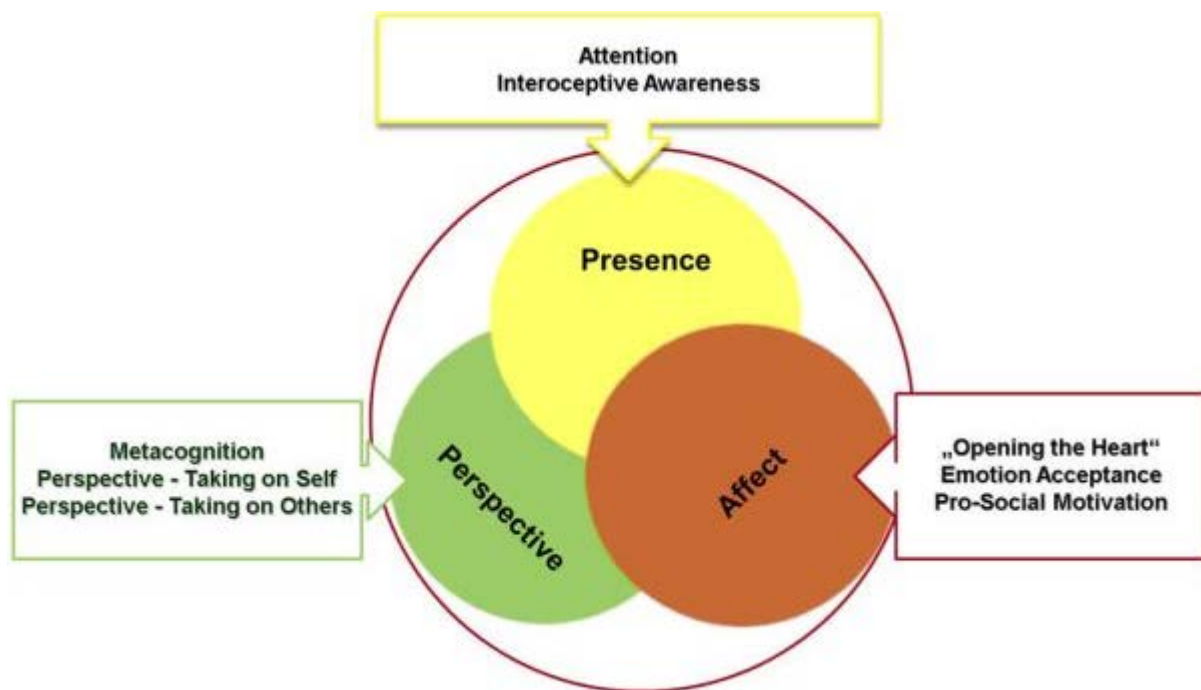 Attention
Interoceptive Awareness
Presence
Metacognition
Perspective - Taking on Self
Perspective - Taking on Others
Perspective
Affect
„Opening the Heart“
Emotion Acceptance
Pro-Social Motivation